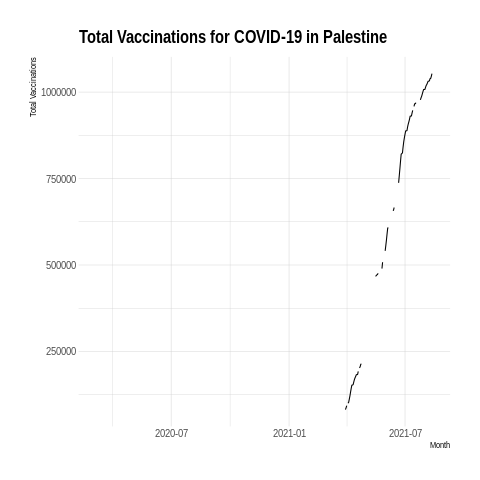 Total Vaccinations for COVID-19 in Palestine
Total Vaccinations
1000000
750000
500000
250000
2020-07
2021-01
2021-07
Month